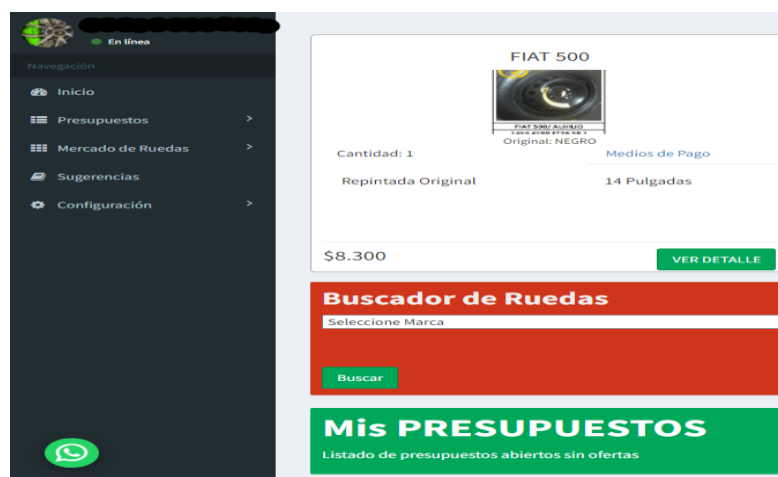 En línea
Navegación
Inicio
Presupuestos
Mercado de Ruedas
Sugerencias
Configuración
FIAT 500
FIAT 500/ AUXILIO
Original: NEGRO
Cantidad: 1
Medios de Pago
Repintada Original
14 Pulgadas
$8.300
VER DETALLE
Buscador de Ruedas
Seleccione Marca
Buscar
Mis PRESUPUESTOS
Listado de presupuestos abiertos sin ofertas